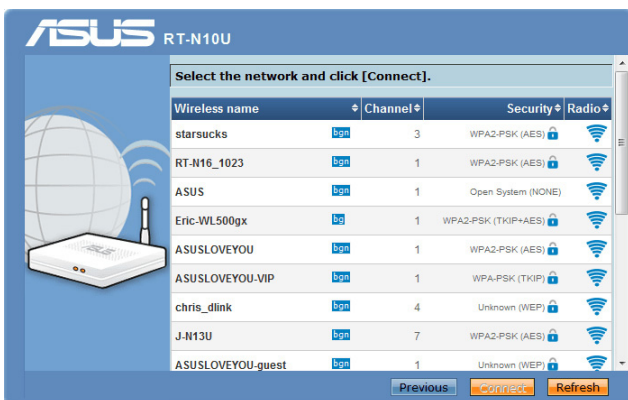 ASUS RT-N10U
Select the network and click [Connect].
Wireless name Channel Security Radio
starsucks bgn 3 WPA2-PSK (AES)
RT-N16_1023 bgn 1 WPA2-PSK (AES)
ASUS bgn 1 Open System (NONE)
Eric-WL500gx bg 1 WPA2-PSK (TKIP+AES)
ASUSLOVEYOU bgn 1 WPA2-PSK (AES)
ASUSLOVEYOU-VIP bgn 1 WPA-PSK (TKIP)
chris_dlink bgn 4 Unknown (WEP)
J-N13U bgn 7 WPA2-PSK (AES)
ASUSLOVEYOU-guest bgn 1 Unknown (WEP)
ASUS
Previous Connect Refresh